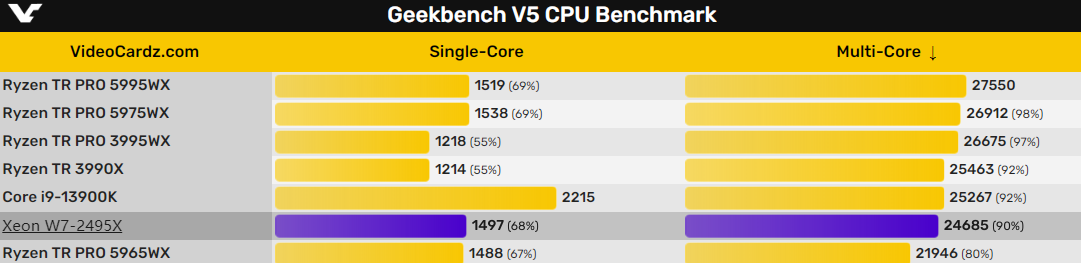 Geekbench V5 CPU Benchmark
VideoCardz.com Single-Core Multi-Core ↓
Ryzen TR PRO 5995WX 1519 (69%) 27550
Ryzen TR PRO 5975WX 1538 (69%) 26912 (98%)
Ryzen TR PRO 3995WX 1218 (55%) 26675 (97%)
Ryzen TR 3990X 1214 (55%) 25463 (92%)
Core i9-13900K 2215 25267 (92%)
Xeon W7-2495X 1497 (68%) 24685 (90%)
Ryzen TR PRO 5965WX 1488 (67%) 21946 (80%)